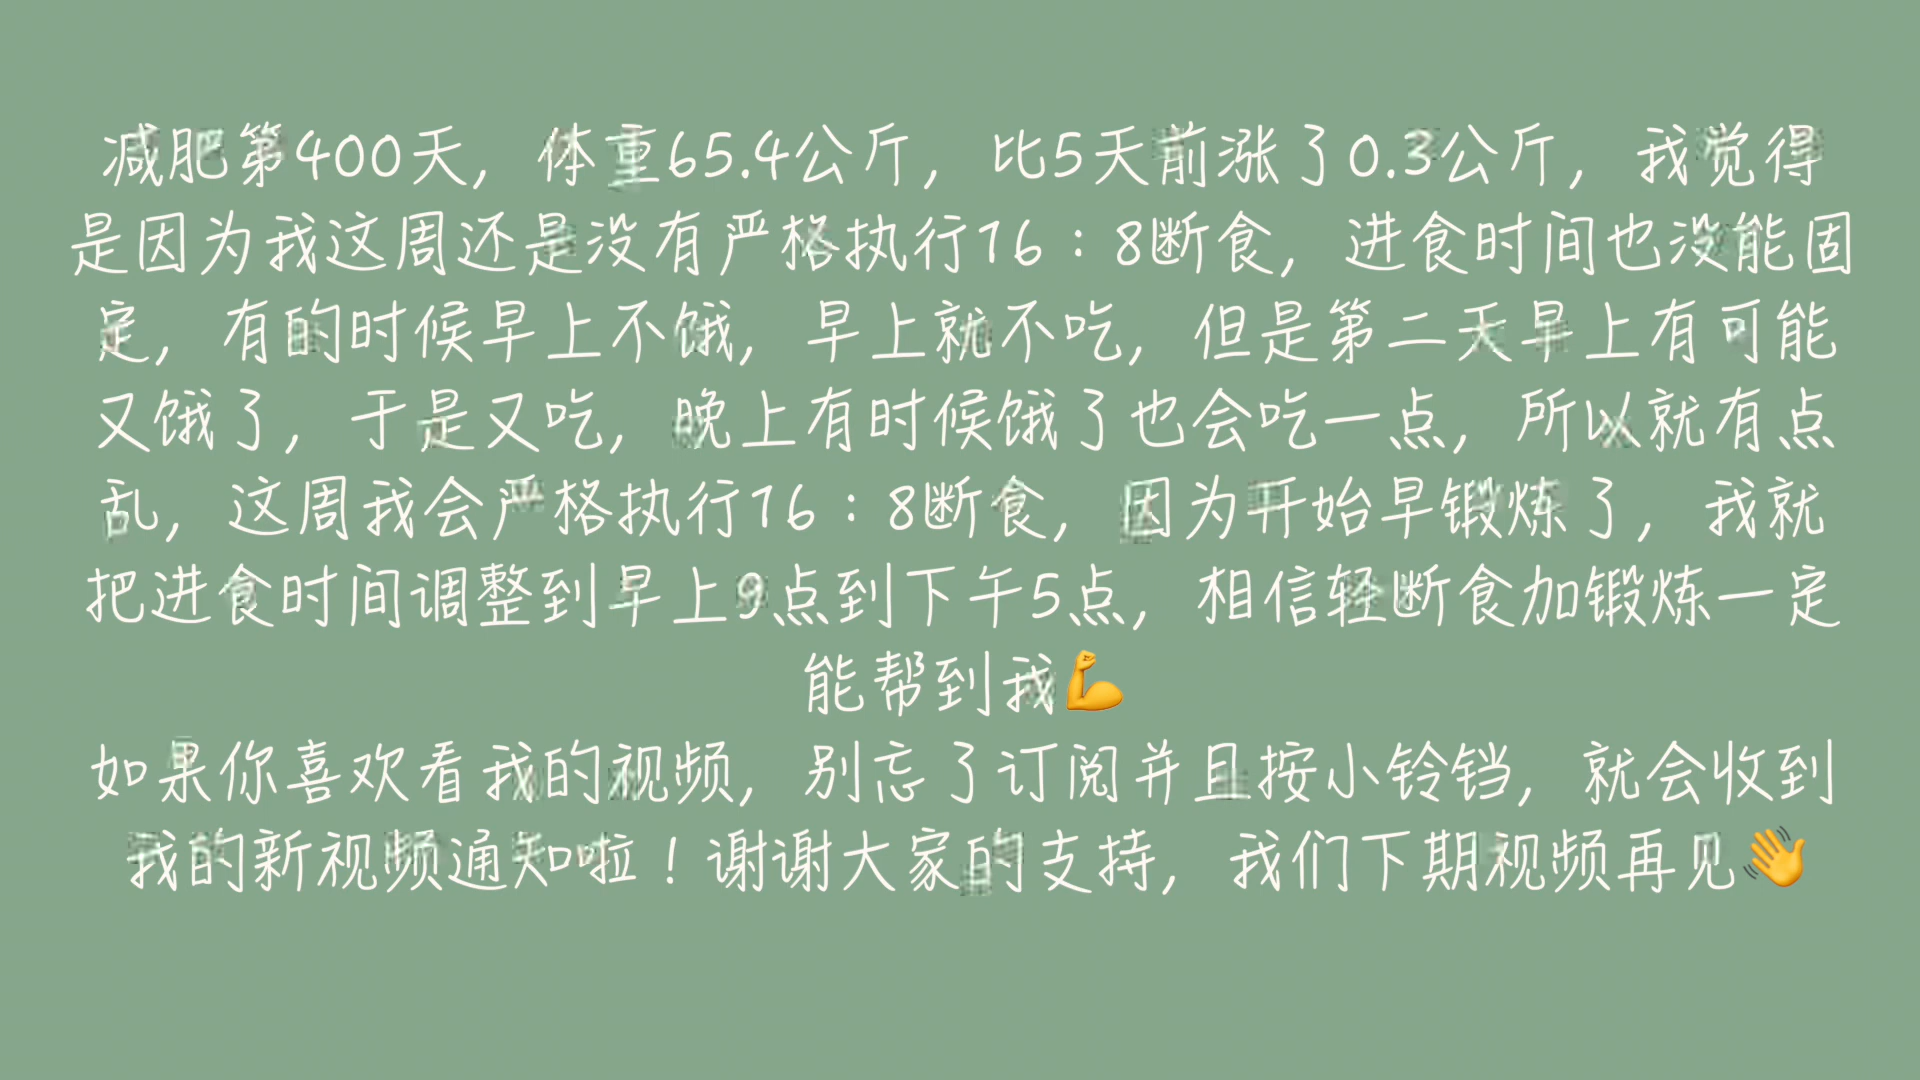 减肥第400天，体重65.4公斤，比5天前涨了0.3公斤，我觉得
是因为我这周还是没有严格执行16：8断食，进食时间也没能固
定，有的时候早上不饿，早上就不吃，但是第二天早上有可能
又饿了，于是又吃，晚上有时候饿了也会吃一点，所以就有点
乱，这周我会严格执行16：8断食，因为开始早锻炼了，我就
把进食时间调整到早上9点到下午5点，相信轻断食加锻炼一定
能帮到我💪
如果你喜欢看我的视频，别忘了订阅并且按小铃铛，就会收到
我的新视频通知啦！谢谢大家的支持，我们下期视频再见👋